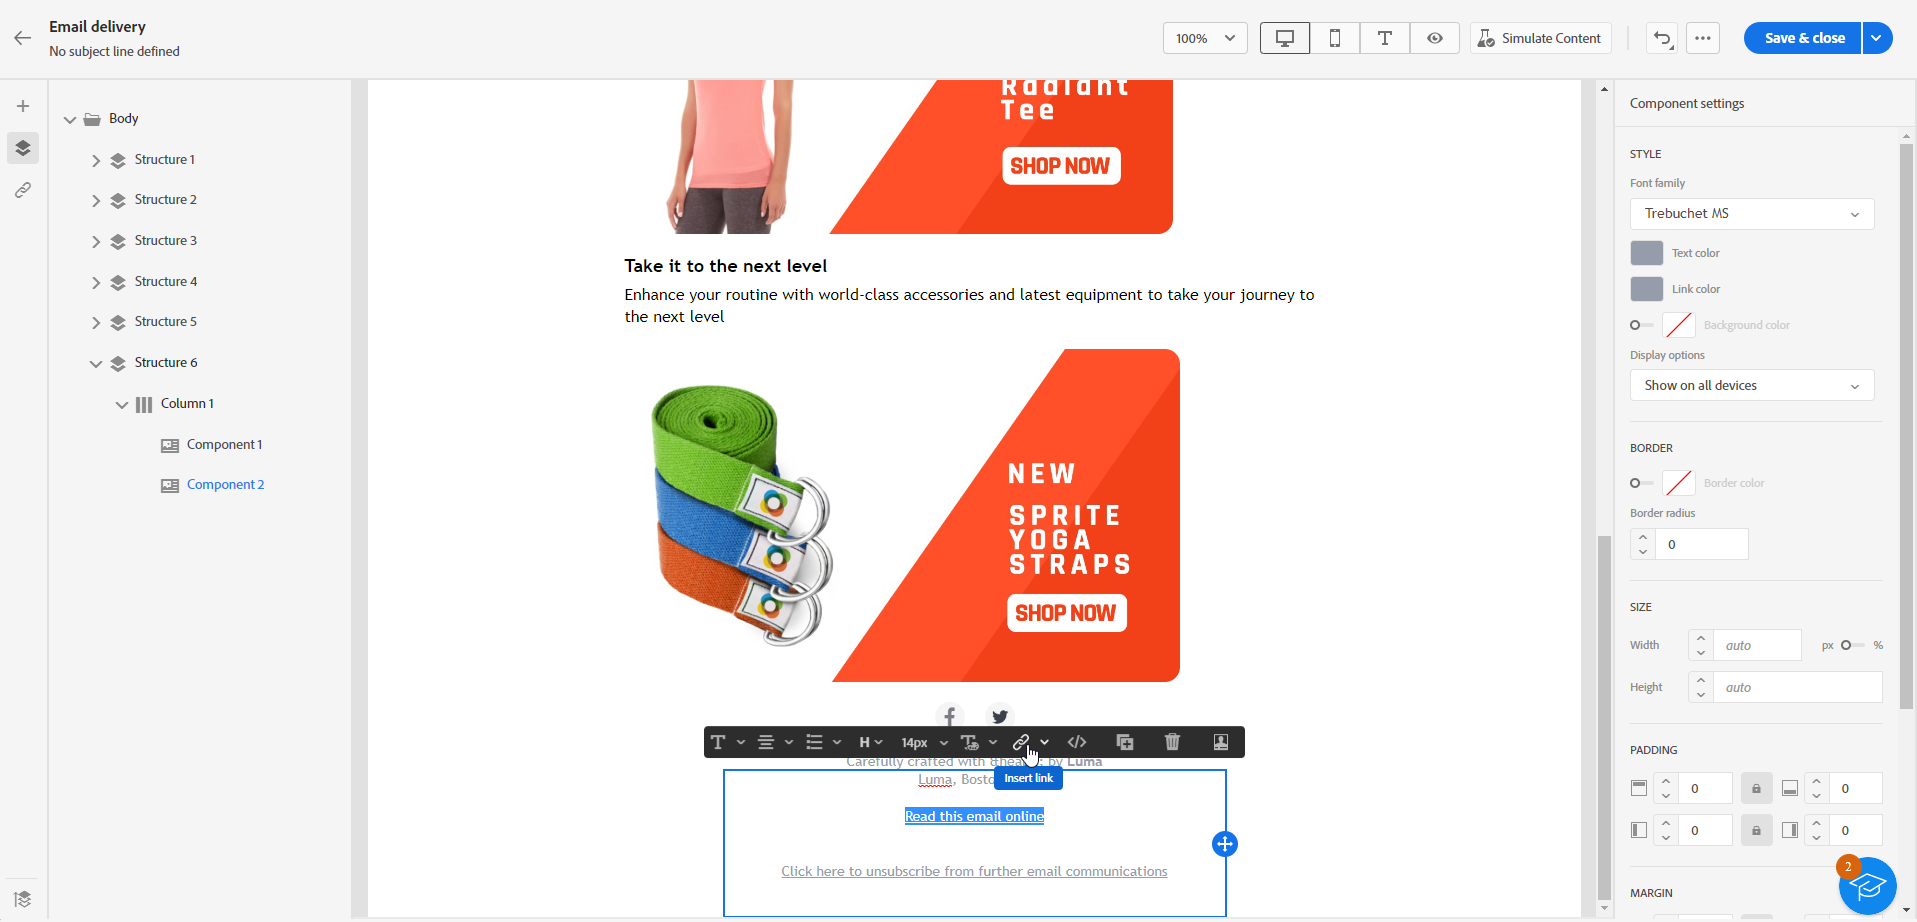 Email delivery
No subject line defined
100%
Simulate Content
Save & close
Body
Structure 1
Structure 2
Structure 3
Structure 4
Structure 5
Structure 6
Column 1
Component 1
Component 2
Radiant
Tee
SHOP NOW
Take it to the next level
Enhance your routine with world-class accessories and latest equipment to take your journey to
the next level
NEW
SPRITE
YOGA
STRAPS
SHOP NOW
H
14px
Carefully crafted with &hea by Luma
Luma, Bosto
Insert link
Read this email online
Click here to unsubscribe from further email communications
Component settings
STYLE
Font family
Trebuchet MS
Text color
Link color
Background color
Display options
Show on all devices
BORDER
Border color
Border radius
0
SIZE
Width
auto
px
%
Height
auto
PADDING
0
0
0
0
2
MARGIN